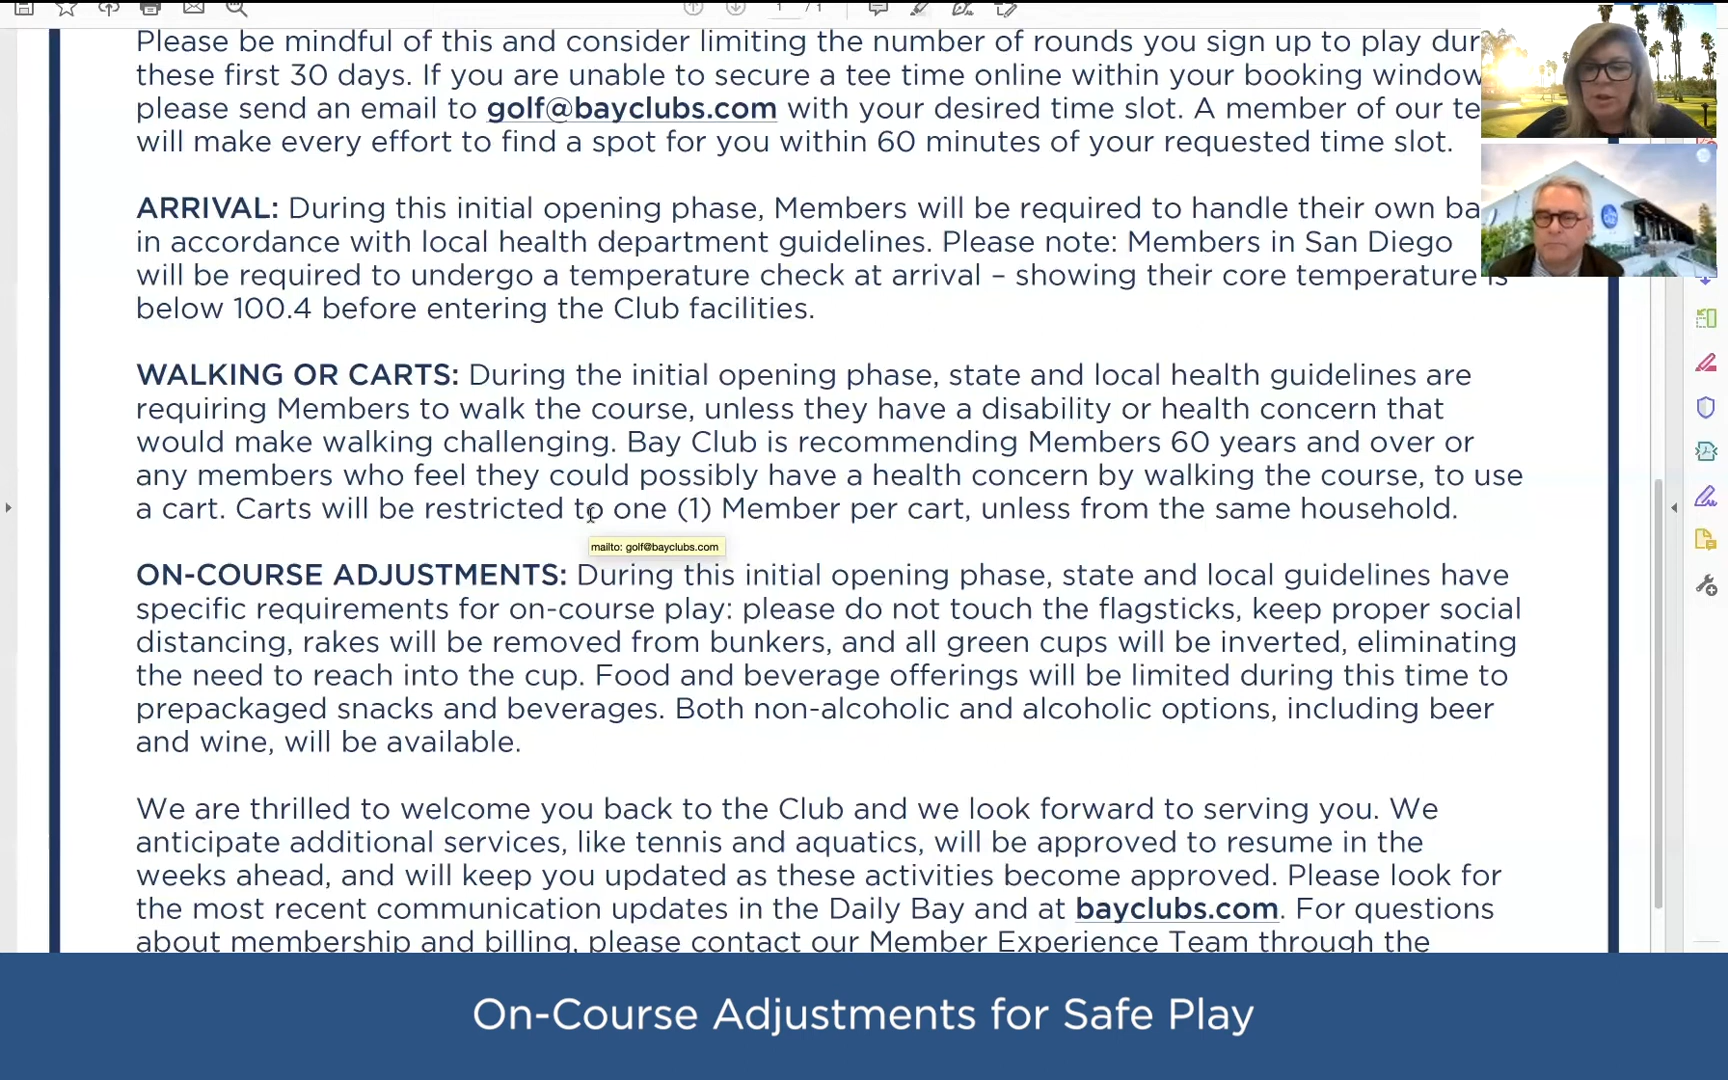 1 / 1
Please be mindful of this and consider limiting the number of rounds you sign up to play dur
these first 30 days. If you are unable to secure a tee time online within your booking window
please send an email to golf@bayclubs.com with your desired time slot. A member of our te
will make every effort to find a spot for you within 60 minutes of your requested time slot.
ARRIVAL: During this initial opening phase, Members will be required to handle their own ba
in accordance with local health department guidelines. Please note: Members in San Diego
will be required to undergo a temperature check at arrival – showing their core temperature is
below 100.4 before entering the Club facilities.
WALKING OR CARTS: During the initial opening phase, state and local health guidelines are
requiring Members to walk the course, unless they have a disability or health concern that
would make walking challenging. Bay Club is recommending Members 60 years and over or
any members who feel they could possibly have a health concern by walking the course, to use
a cart. Carts will be restricted to one (1) Member per cart, unless from the same household.
mailto: golf@bayclubs.com
ON-COURSE ADJUSTMENTS: During this initial opening phase, state and local guidelines have
specific requirements for on-course play: please do not touch the flagsticks, keep proper social
distancing, rakes will be removed from bunkers, and all green cups will be inverted, eliminating
the need to reach into the cup. Food and beverage offerings will be limited during this time to
prepackaged snacks and beverages. Both non-alcoholic and alcoholic options, including beer
and wine, will be available.
We are thrilled to welcome you back to the Club and we look forward to serving you. We
anticipate additional services, like tennis and aquatics, will be approved to resume in the
weeks ahead, and will keep you updated as these activities become approved. Please look for
the most recent communication updates in the Daily Bay and at bayclubs.com. For questions
about membership and billing, please contact our Member Experience Team through the
On-Course Adjustments for Safe Play